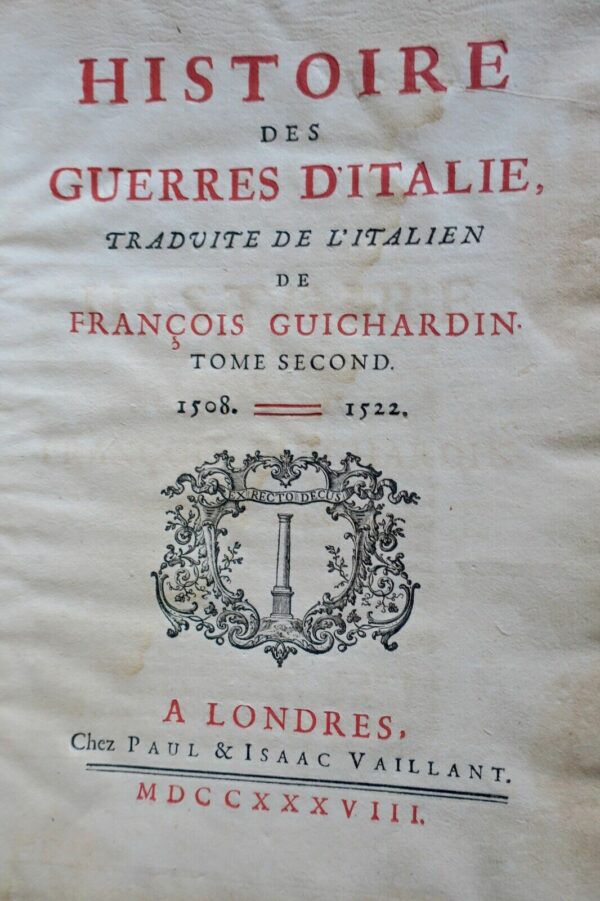 HISTOIRE
DES
GUERRES D'ITALIE,
TRADVITE DE L'ITALIEN
DE
FRANÇOIS GUICHARDIN.
TOME SECOND.
1508. 1522.
EX RECTO DECUS
A LONDRES,
Chez PAUL & ISAAC VAILLANT.
MDCCXXXVIII.